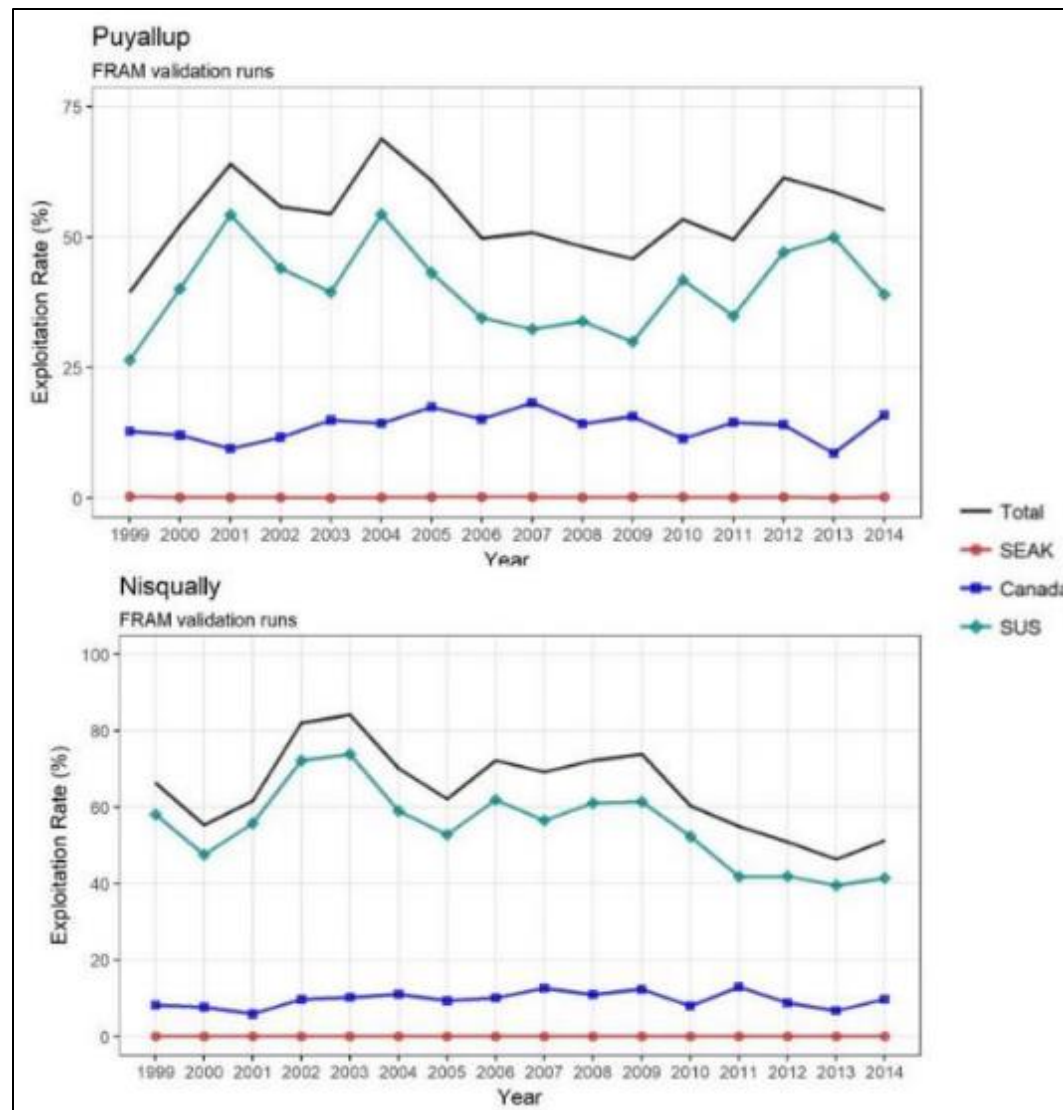 Puyallup
FRAM validation runs
75
50
25
0
Exploitation Rate (%)
1999 2000 2001 2002 2003 2004 2005 2006 2007 2008 2009 2010 2011 2012 2013 2014
Year
Total
SEAK
Canada
SUS
Nisqually
FRAM validation runs
100
80
60
40
20
0
Exploitation Rate (%)
1999 2000 2001 2002 2003 2004 2005 2006 2007 2008 2009 2010 2011 2012 2013 2014
Year